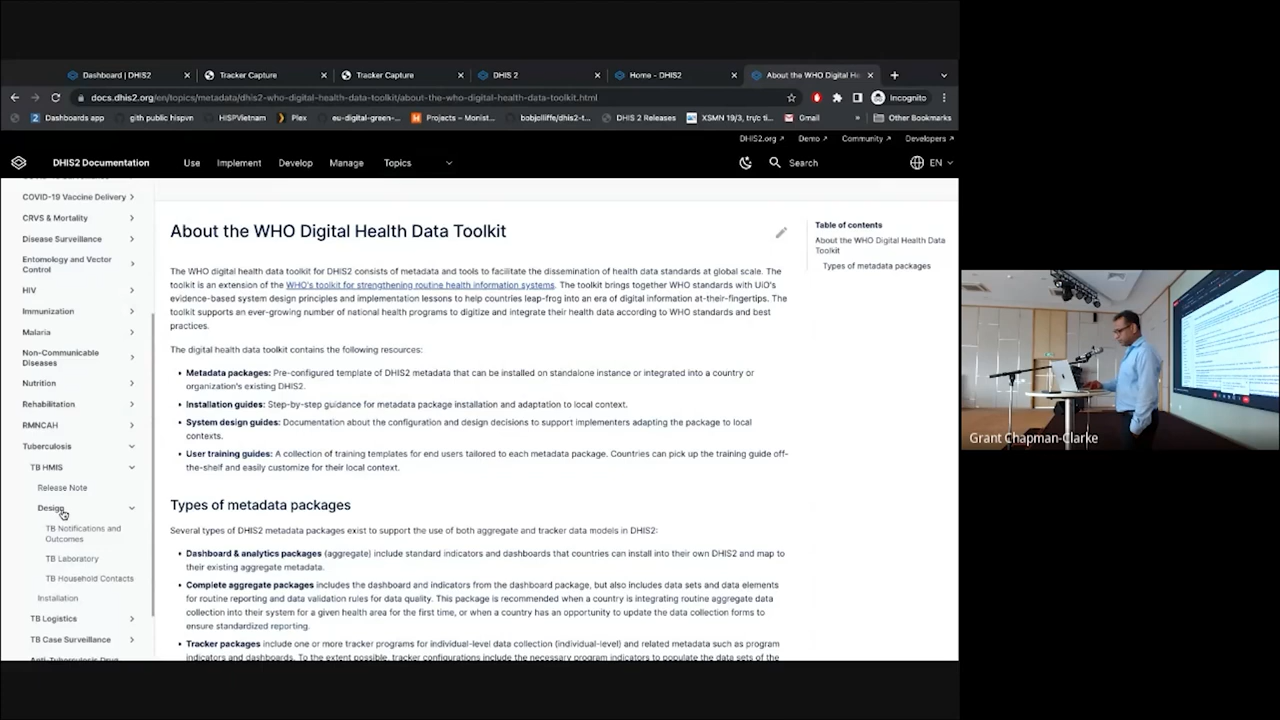 Dashboard | DHIS2
Tracker Capture
Tracker Capture
DHIS 2
Home - DHIS2
About the WHO Digital He
docs.dhis2.org/en/topics/metadata/dhis2-who-digital-health-data-toolkit/about-the-who-digital-health-data-toolkit.html
Incognito
Dashboards app
github public hispvn
HISPVietnam
Plex
eu-digital-green-...
Projects – Monist...
bobjolliffe/dhis2-t...
DHIS 2 Releases
XSMN 19/3, trự/c ti...
Gmail
»
Other Bookmarks
DHIS2.org
Demo
Community
Developers
DHIS2 Documentation
Use
Implement
Develop
Manage
Topics
Search
EN
COVID-19 Vaccine Delivery
CRVS & Mortality
Disease Surveillance
Entomology and Vector
Control
HIV
Immunization
Malaria
Non-Communicable
Diseases
Nutrition
Rehabilitation
RMNCAH
Tuberculosis
TB HMIS
Release Note
Design
TB Notifications and
Outcomes
TB Laboratory
TB Household Contacts
Installation
TB Logistics
TB Case Surveillance
About the WHO Digital Health Data Toolkit
The WHO digital health data toolkit for DHIS2 consists of metadata and tools to facilitate the dissemination of health data standards at global scale. The
toolkit is an extension of the WHO's toolkit for strengthening routine health information systems. The toolkit brings together WHO standards with UiO's
evidence-based system design principles and implementation lessons to help countries leap-frog into an era of digital information at-their-fingertips. The
toolkit supports an ever-growing number of national health programs to digitize and integrate their health data according to WHO standards and best
practices.
The digital health data toolkit contains the following resources:
• Metadata packages: Pre-configured template of DHIS2 metadata that can be installed on standalone instance or integrated into a country or
organization's existing DHIS2.
• Installation guides: Step-by-step guidance for metadata package installation and adaptation to local context.
• System design guides: Documentation about the configuration and design decisions to support implementers adapting the package to local
contexts.
• User training guides: A collection of training templates for end users tailored to each metadata package. Countries can pick up the training guide off-
the-shelf and easily customize for their local context.
Types of metadata packages
Several types of DHIS2 metadata packages exist to support the use of both aggregate and tracker data models in DHIS2:
• Dashboard & analytics packages (aggregate) include standard indicators and dashboards that countries can install into their own DHIS2 and map to
their existing aggregate metadata.
• Complete aggregate packages includes the dashboard and indicators from the dashboard package, but also includes data sets and data elements
for routine reporting and data validation rules for data quality. This package is recommended when a country is integrating routine aggregate data
collection into their system for a given health area for the first time, or when a country has an opportunity to update the data collection forms to
ensure standardized reporting.
• Tracker packages include one or more tracker programs for individual-level data collection (individual-level) and related metadata such as program
indicators and dashboards. To the extent possible, tracker configurations include the necessary program indicators to populate the data sets of the
Table of contents
About the WHO Digital Health Data
Toolkit
Types of metadata packages
Grant Chapman-Clarke